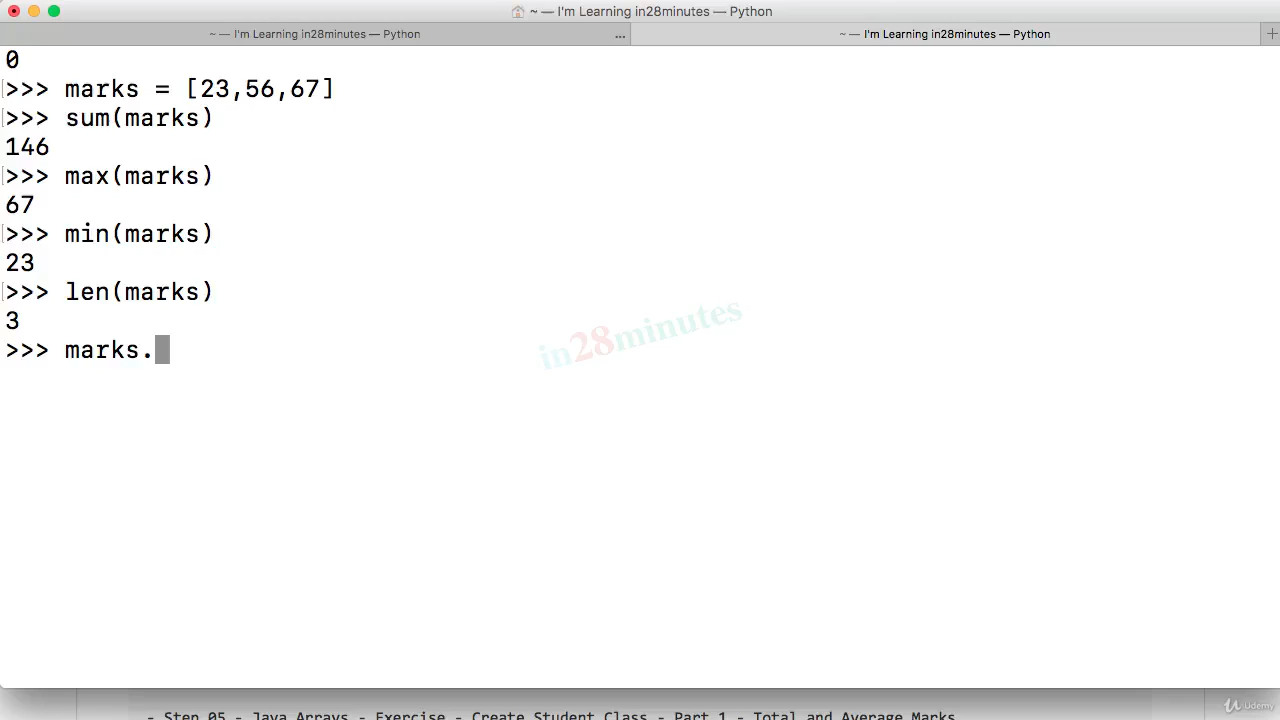 ~ — I'm Learning in28minutes — Python
~ — I'm Learning in28minutes — Python ... ~ — I'm Learning in28minutes — Python +
0
>>> marks = [23,56,67]
>>> sum(marks)
146
>>> max(marks)
67
>>> min(marks)
23
>>> len(marks)
3
>>> marks.
in28minutes
- Step 05 - Java Arrays - Exercise - Create Student Class - Part 1 - Total and Average Marks
Udemy